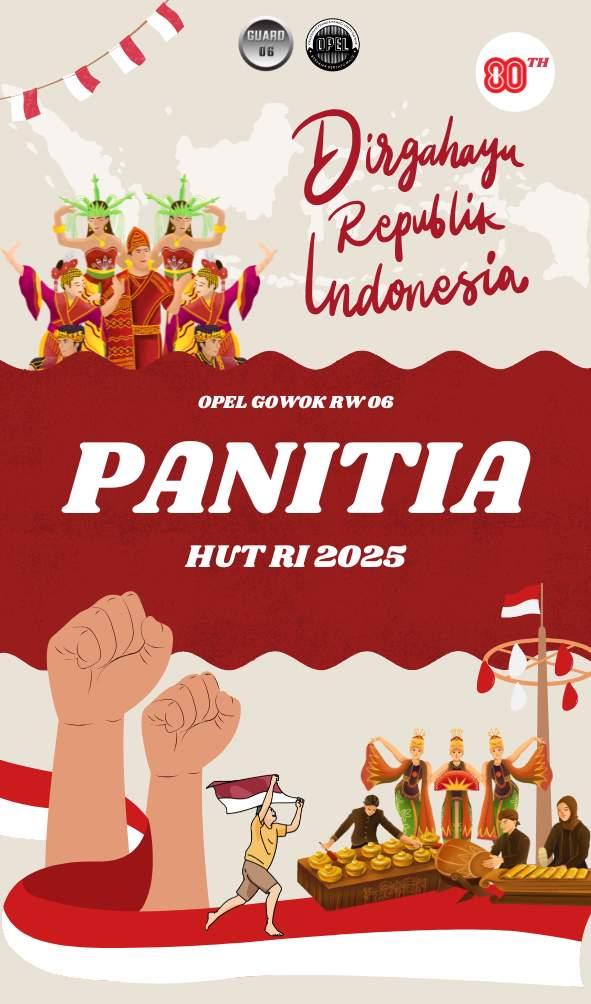 GUARD
06
OPEL
80TH
Dirgahayu
Republik
Indonesia
OPEL GOWOK RW 06
PANITIA
HUT RI 2025